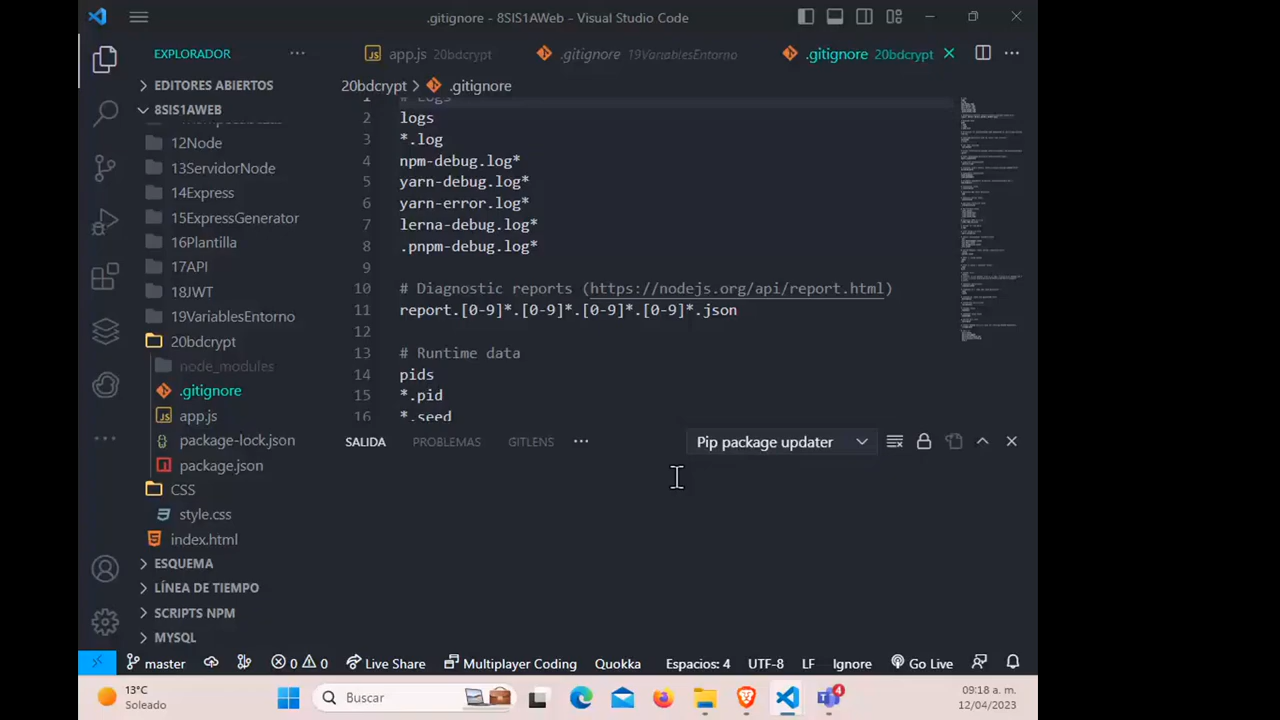 .gitignore - 8SIS1AWeb - Visual Studio Code
EXPLORADOR
app.js 20bdcrypt
.gitignore 19VariablesEntorno
.gitignore 20bdcrypt
EDITORES ABIERTOS
20bdcrypt > .gitignore
8SIS1AWEB
12Node
13ServidorNode
14Express
15ExpressGenerator
16Plantilla
17API
18JWT
19VariablesEntorno
20bdcrypt
node_modules
.gitignore
app.js
package-lock.json
package.json
CSS
style.css
index.html
ESQUEMA
LÍNEA DE TIEMPO
SCRIPTS NPM
MYSQL
1 # Logs
2 logs
3 *.log
4 npm-debug.log*
5 yarn-debug.log*
6 yarn-error.log*
7 lerna-debug.log*
8 .pnpm-debug.log*
9
10 # Diagnostic reports (https://nodejs.org/api/report.html)
11 report.[0-9]*.[0-9]*.[0-9]*.[0-9]*.json
12
13 # Runtime data
14 pids
15 *.pid
16 *.seed
SALIDA PROBLEMAS GITLENS
Pip package updater
master 0 0 Live Share Multiplayer Coding Quokka Espacios: 4 UTF-8 LF Ignore Go Live
13°C
Soleado
Buscar
4
09:18 a. m.
12/04/2023